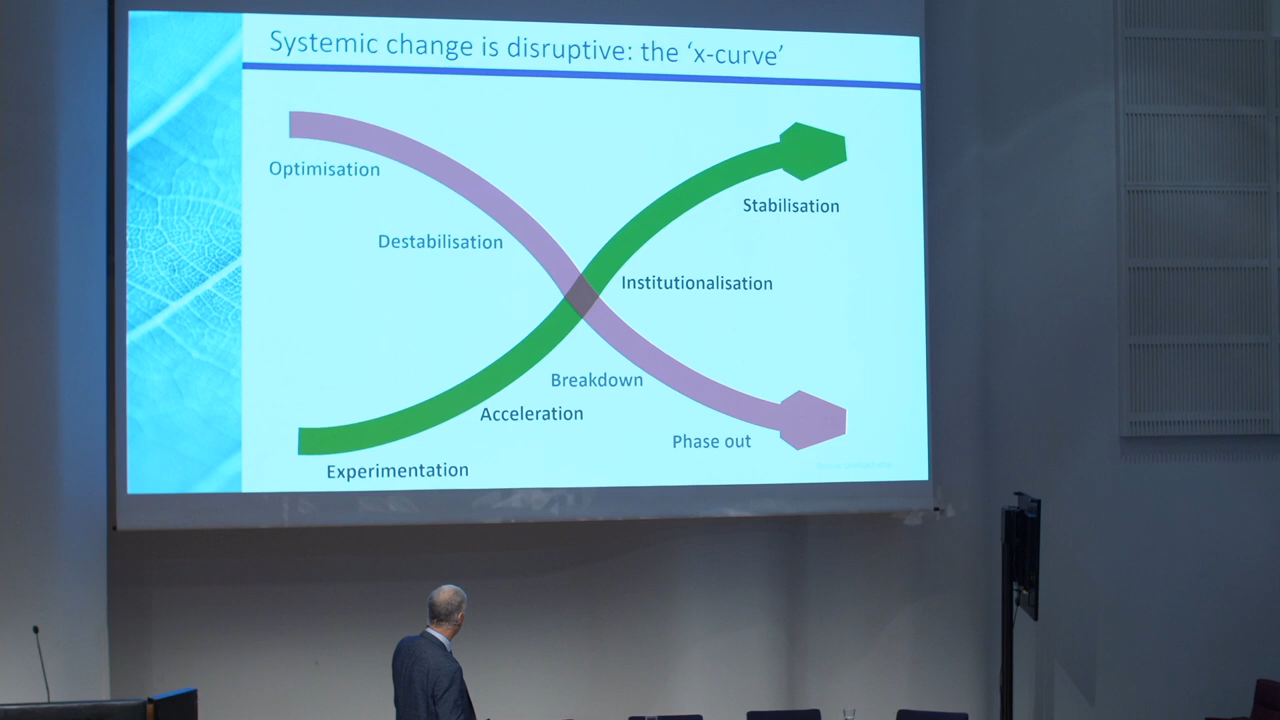 Systemic change is disruptive: the ‘x-curve’
Optimisation
Stabilisation
Destabilisation
Institutionalisation
Breakdown
Acceleration
Phase out
Experimentation